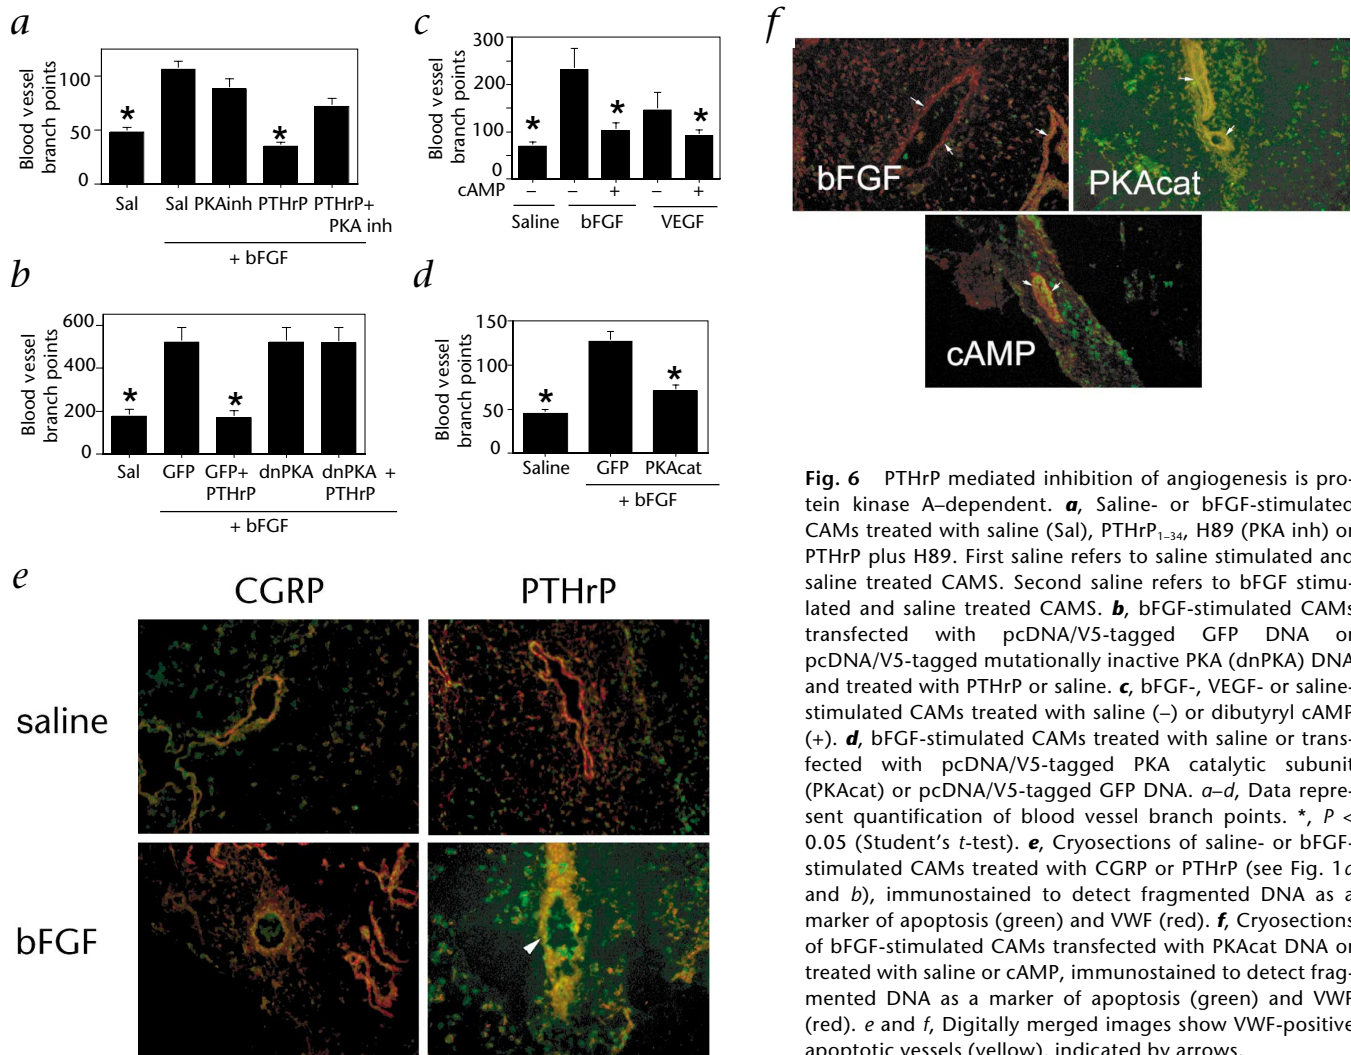 a
Blood vessel
branch points
100
50
0
*
*
Sal
Sal
PKAinh
PTHrP
PTHrP+
PKA inh
+ bFGF
b
Blood vessel
branch points
600
400
200
0
*
*
Sal
GFP
GFP+
PTHrP
dnPKA
dnPKA +
PTHrP
+ bFGF
c
Blood vessel
branch points
300
200
100
0
*
*
*
cAMP
–
–
+
–
+
Saline
bFGF
VEGF
d
Blood vessel
branch points
150
100
50
0
*
*
Saline
GFP
PKAcat
+ bFGF
e
CGRP
PTHrP
saline
bFGF
f
bFGF
PKAcat
cAMP
Fig. 6 PTHrP mediated inhibition of angiogenesis is pro-
tein kinase A–dependent. a, Saline- or bFGF-stimulated
CAMs treated with saline (Sal), PTHrP1–34, H89 (PKA inh) or
PTHrP plus H89. First saline refers to saline stimulated and
saline treated CAMS. Second saline refers to bFGF stimu-
lated and saline treated CAMS. b, bFGF-stimulated CAMs
transfected with pcDNA/V5-tagged GFP DNA or
pcDNA/V5-tagged mutationally inactive PKA (dnPKA) DNA
and treated with PTHrP or saline. c, bFGF-, VEGF- or saline-
stimulated CAMs treated with saline (–) or dibutyryl cAMP
(+). d, bFGF-stimulated CAMs treated with saline or trans-
fected with pcDNA/V5-tagged PKA catalytic subunit
(PKAcat) or pcDNA/V5-tagged GFP DNA. a–d, Data repre-
sent quantification of blood vessel branch points. *, P <
0.05 (Student's t-test). e, Cryosections of saline- or bFGF-
stimulated CAMs treated with CGRP or PTHrP (see Fig. 1a
and b), immunostained to detect fragmented DNA as a
marker of apoptosis (green) and VWF (red). f, Cryosections
of bFGF-stimulated CAMs transfected with PKAcat DNA or
treated with saline or cAMP, immunostained to detect frag-
mented DNA as a marker of apoptosis (green) and VWF
(red). e and f, Digitally merged images show VWF-positive
apoptotic vessels (yellow), indicated by arrows.